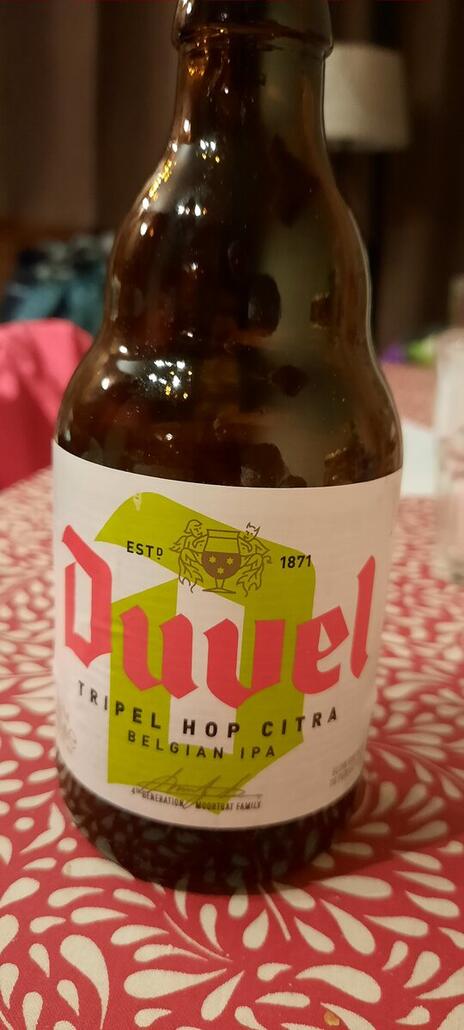 ESTD 1871
Duvel
TRIPEL HOP CITRA
BELGIAN IPA
4TH GENERATION MOORTGAT FAMILY